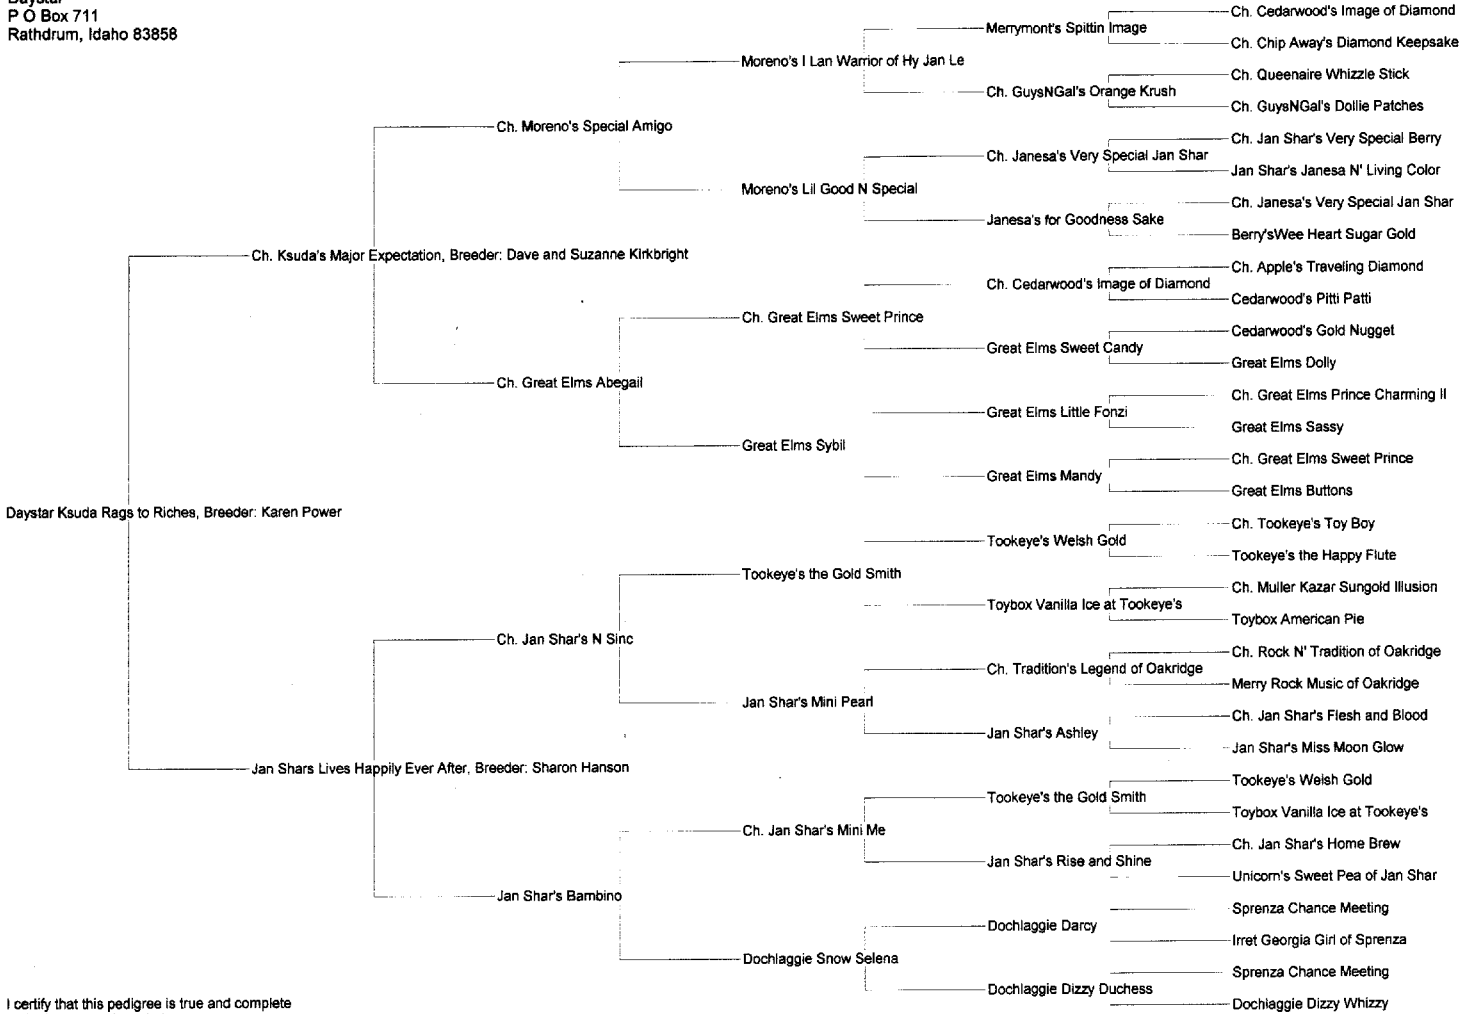 Daystar
P O Box 711
Rathdrum, Idaho 83858
Ch. Cedarwood's Image of Diamond
Merrymont's Spittin Image
Ch. Chip Away's Diamond Keepsake
Moreno's I Lan Warrior of Hy Jan Le
Ch. Queenaire Whizzle Stick
Ch. GuysNGal's Orange Krush
Ch. GuysNGal's Dollie Patches
Ch. Moreno's Special Amigo
Ch. Jan Shar's Very Special Berry
Ch. Janesa's Very Special Jan Shar
Jan Shar's Janesa N' Living Color
Moreno's Lil Good N Special
Ch. Janesa's Very Special Jan Shar
Janesa's for Goodness Sake
Berry'sWee Heart Sugar Gold
Ch. Ksuda's Major Expectation, Breeder: Dave and Suzanne Kirkbright
Ch. Apple's Traveling Diamond
Ch. Cedarwood's Image of Diamond
Cedarwood's Pitti Patti
Ch. Great Elms Sweet Prince
Cedarwood's Gold Nugget
Great Elms Sweet Candy
Great Elms Dolly
Ch. Great Elms Abegail
Ch. Great Elms Prince Charming II
Great Elms Little Fonzi
Great Elms Sassy
Great Elms Sybil
Ch. Great Elms Sweet Prince
Great Elms Mandy
Great Elms Buttons
Daystar Ksuda Rags to Riches, Breeder: Karen Power
Ch. Tookeye's Toy Boy
Tookeye's Welsh Gold
Tookeye's the Happy Flute
Tookeye's the Gold Smith
Ch. Muller Kazar Sungold Illusion
Toybox Vanilla Ice at Tookeye's
Toybox American Pie
Ch. Jan Shar's N Sinc
Ch. Rock N' Tradition of Oakridge
Ch. Tradition's Legend of Oakridge
Merry Rock Music of Oakridge
Jan Shar's Mini Pearl
Ch. Jan Shar's Flesh and Blood
Jan Shar's Ashley
Jan Shar's Miss Moon Glow
Jan Shars Lives Happily Ever After, Breeder: Sharon Hanson
Tookeye's Welsh Gold
Tookeye's the Gold Smith
Toybox Vanilla Ice at Tookeye's
Ch. Jan Shar's Mini Me
Ch. Jan Shar's Home Brew
Jan Shar's Rise and Shine
Unicorn's Sweet Pea of Jan Shar
Jan Shar's Bambino
Sprenza Chance Meeting
Dochlaggie Darcy
Irret Georgia Girl of Sprenza
Dochlaggie Snow Selena
Sprenza Chance Meeting
Dochlaggie Dizzy Duchess
Dochlaggie Dizzy Whizzy
I certify that this pedigree is true and complete